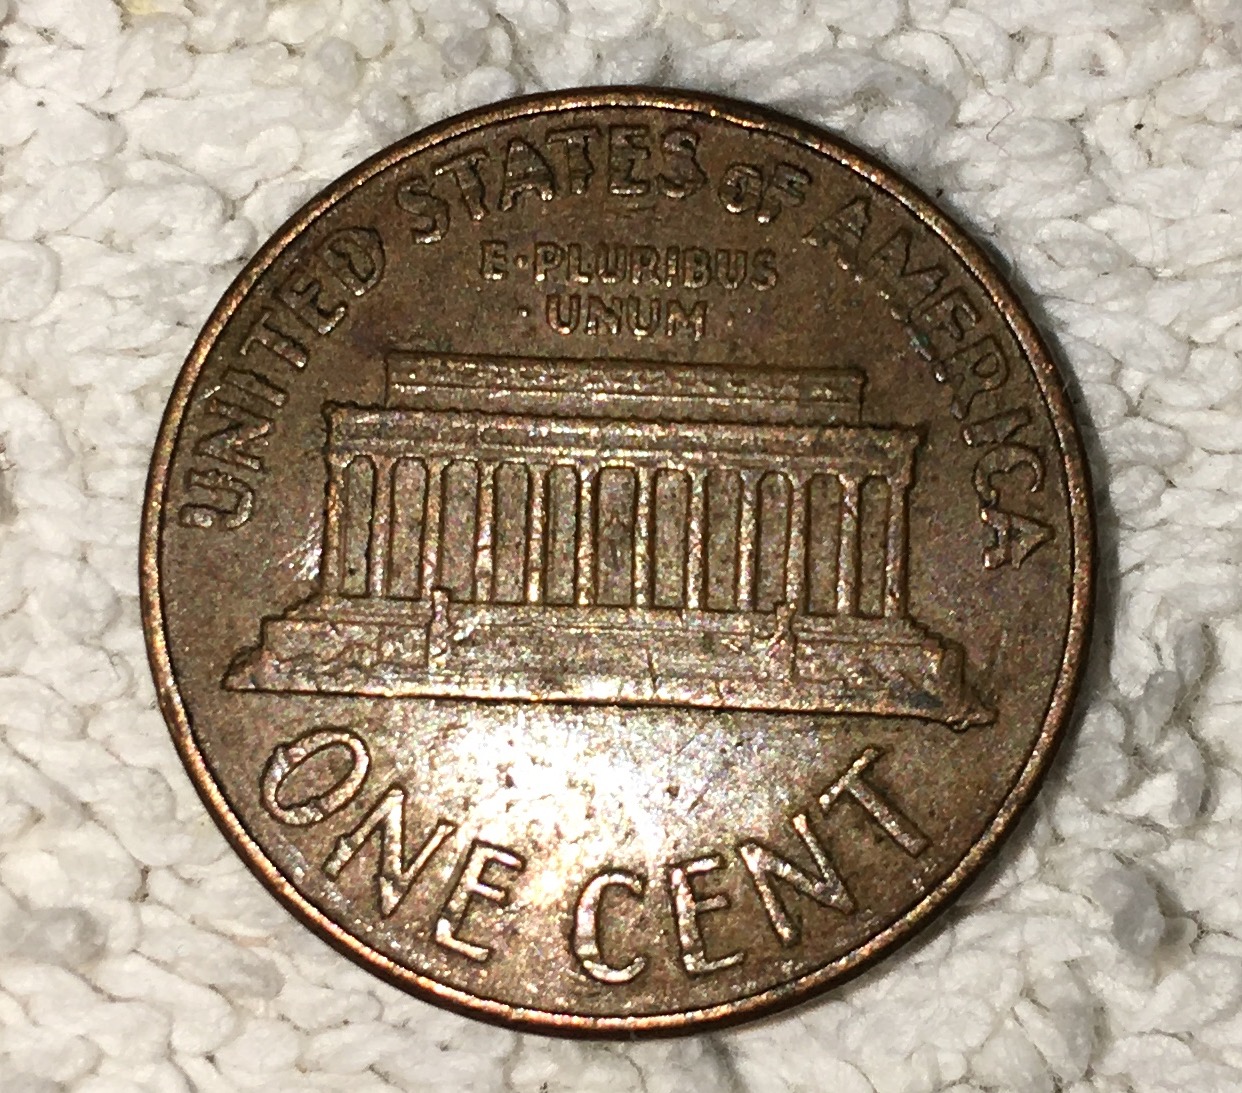 UNITED STATES OF AMERICA
E·PLURIBUS
·UNUM·
ONE CENT